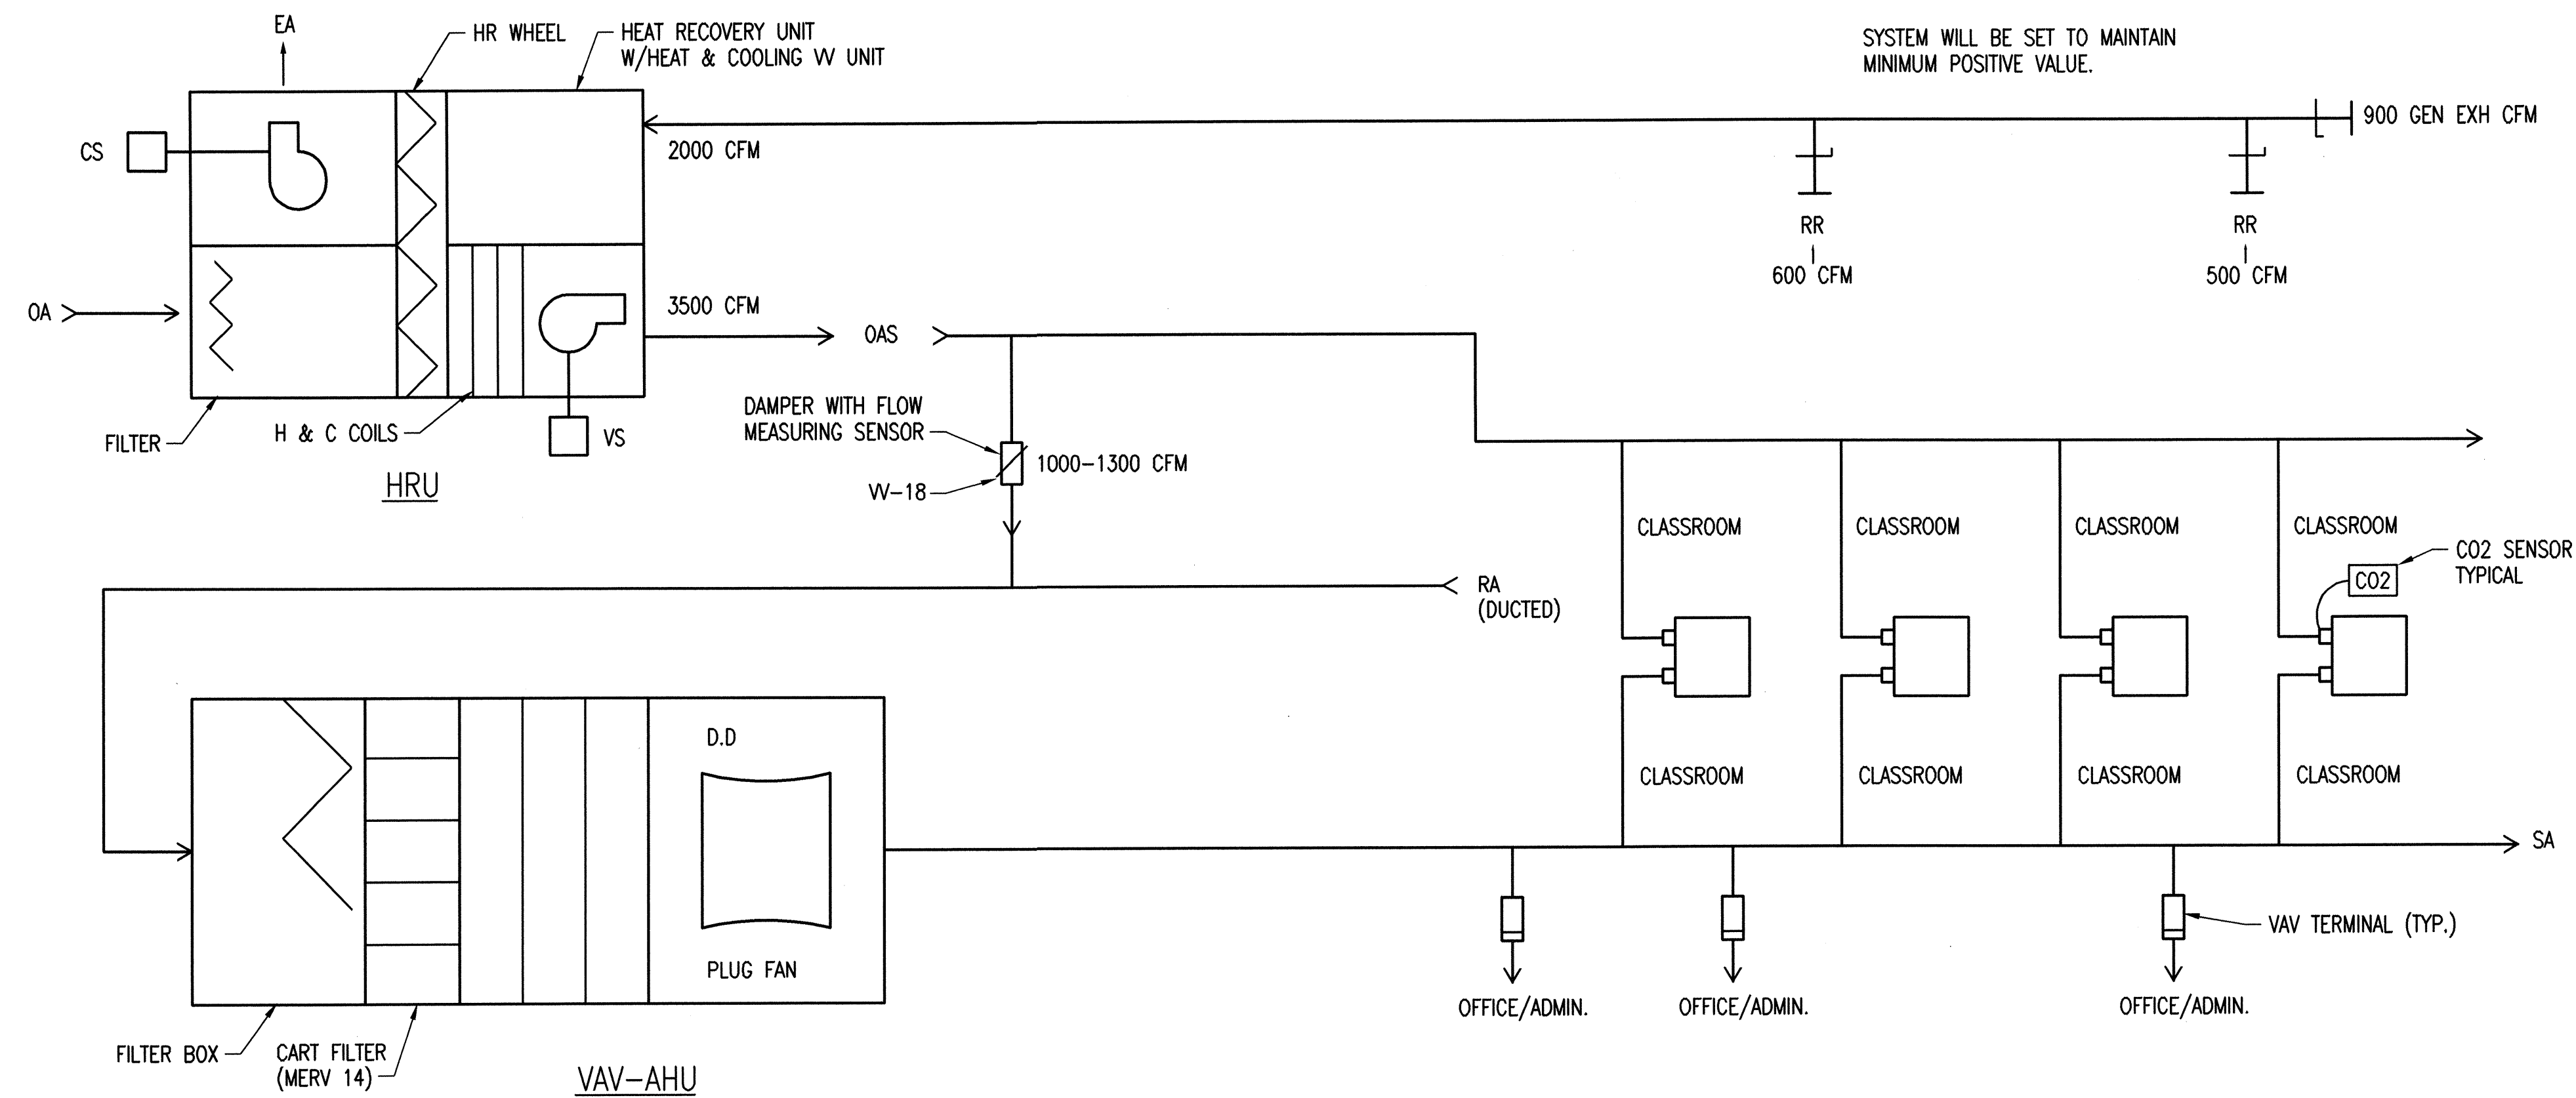 EA
HR WHEEL
HEAT RECOVERY UNIT
W/HEAT & COOLING VV UNIT
SYSTEM WILL BE SET TO MAINTAIN
MINIMUM POSITIVE VALUE.
CS
2000 CFM
900 GEN EXH CFM
RR
600 CFM
RR
500 CFM
OA
3500 CFM
OAS
FILTER
H & C COILS
VS
HRU
DAMPER WITH FLOW
MEASURING SENSOR
1000-1300 CFM
VV-18
CLASSROOM
CLASSROOM
CLASSROOM
CLASSROOM
CO2 SENSOR
TYPICAL
CO2
RA
(DUCTED)
D.D
PLUG FAN
CLASSROOM
CLASSROOM
CLASSROOM
CLASSROOM
SA
VAV TERMINAL (TYP.)
OFFICE/ADMIN.
OFFICE/ADMIN.
OFFICE/ADMIN.
FILTER BOX
CART FILTER
(MERV 14)
VAV-AHU